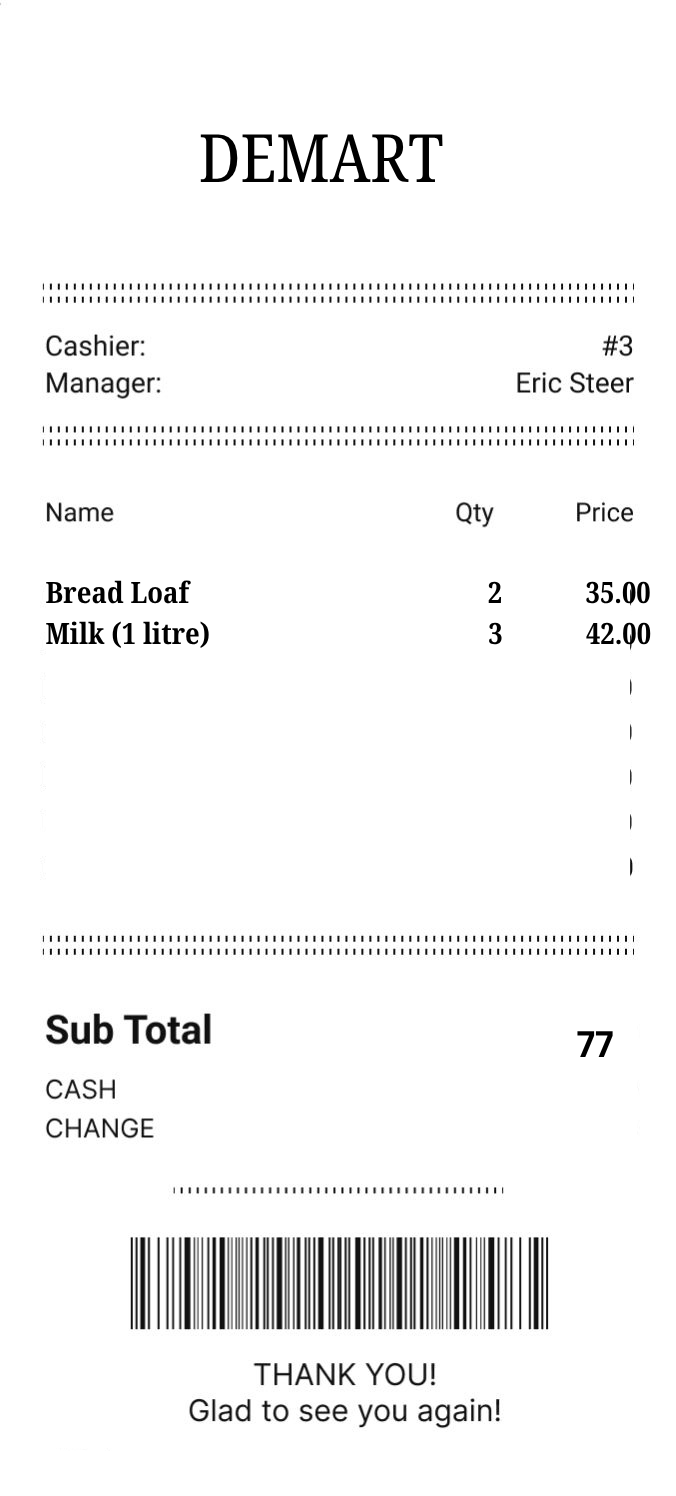 DEMART
Cashier: #3
Manager: Eric Steer
Name Qty Price
Bread Loaf 2 35.00
Milk (1 litre) 3 42.00
Sub Total 77
CASH
CHANGE
THANK YOU!
Glad to see you again!